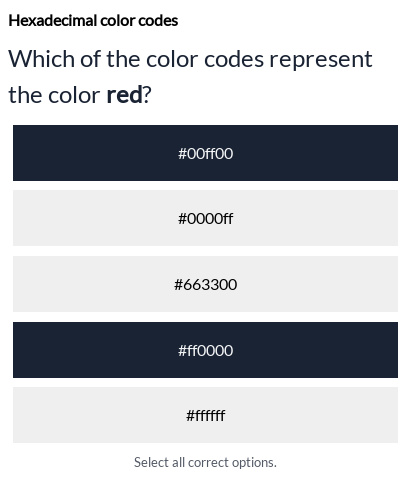 Hexadecimal color codes
Which of the color codes represent
the color red?
#00ff00
#0000ff
#663300
#ff0000
#ffffff
Select all correct options.